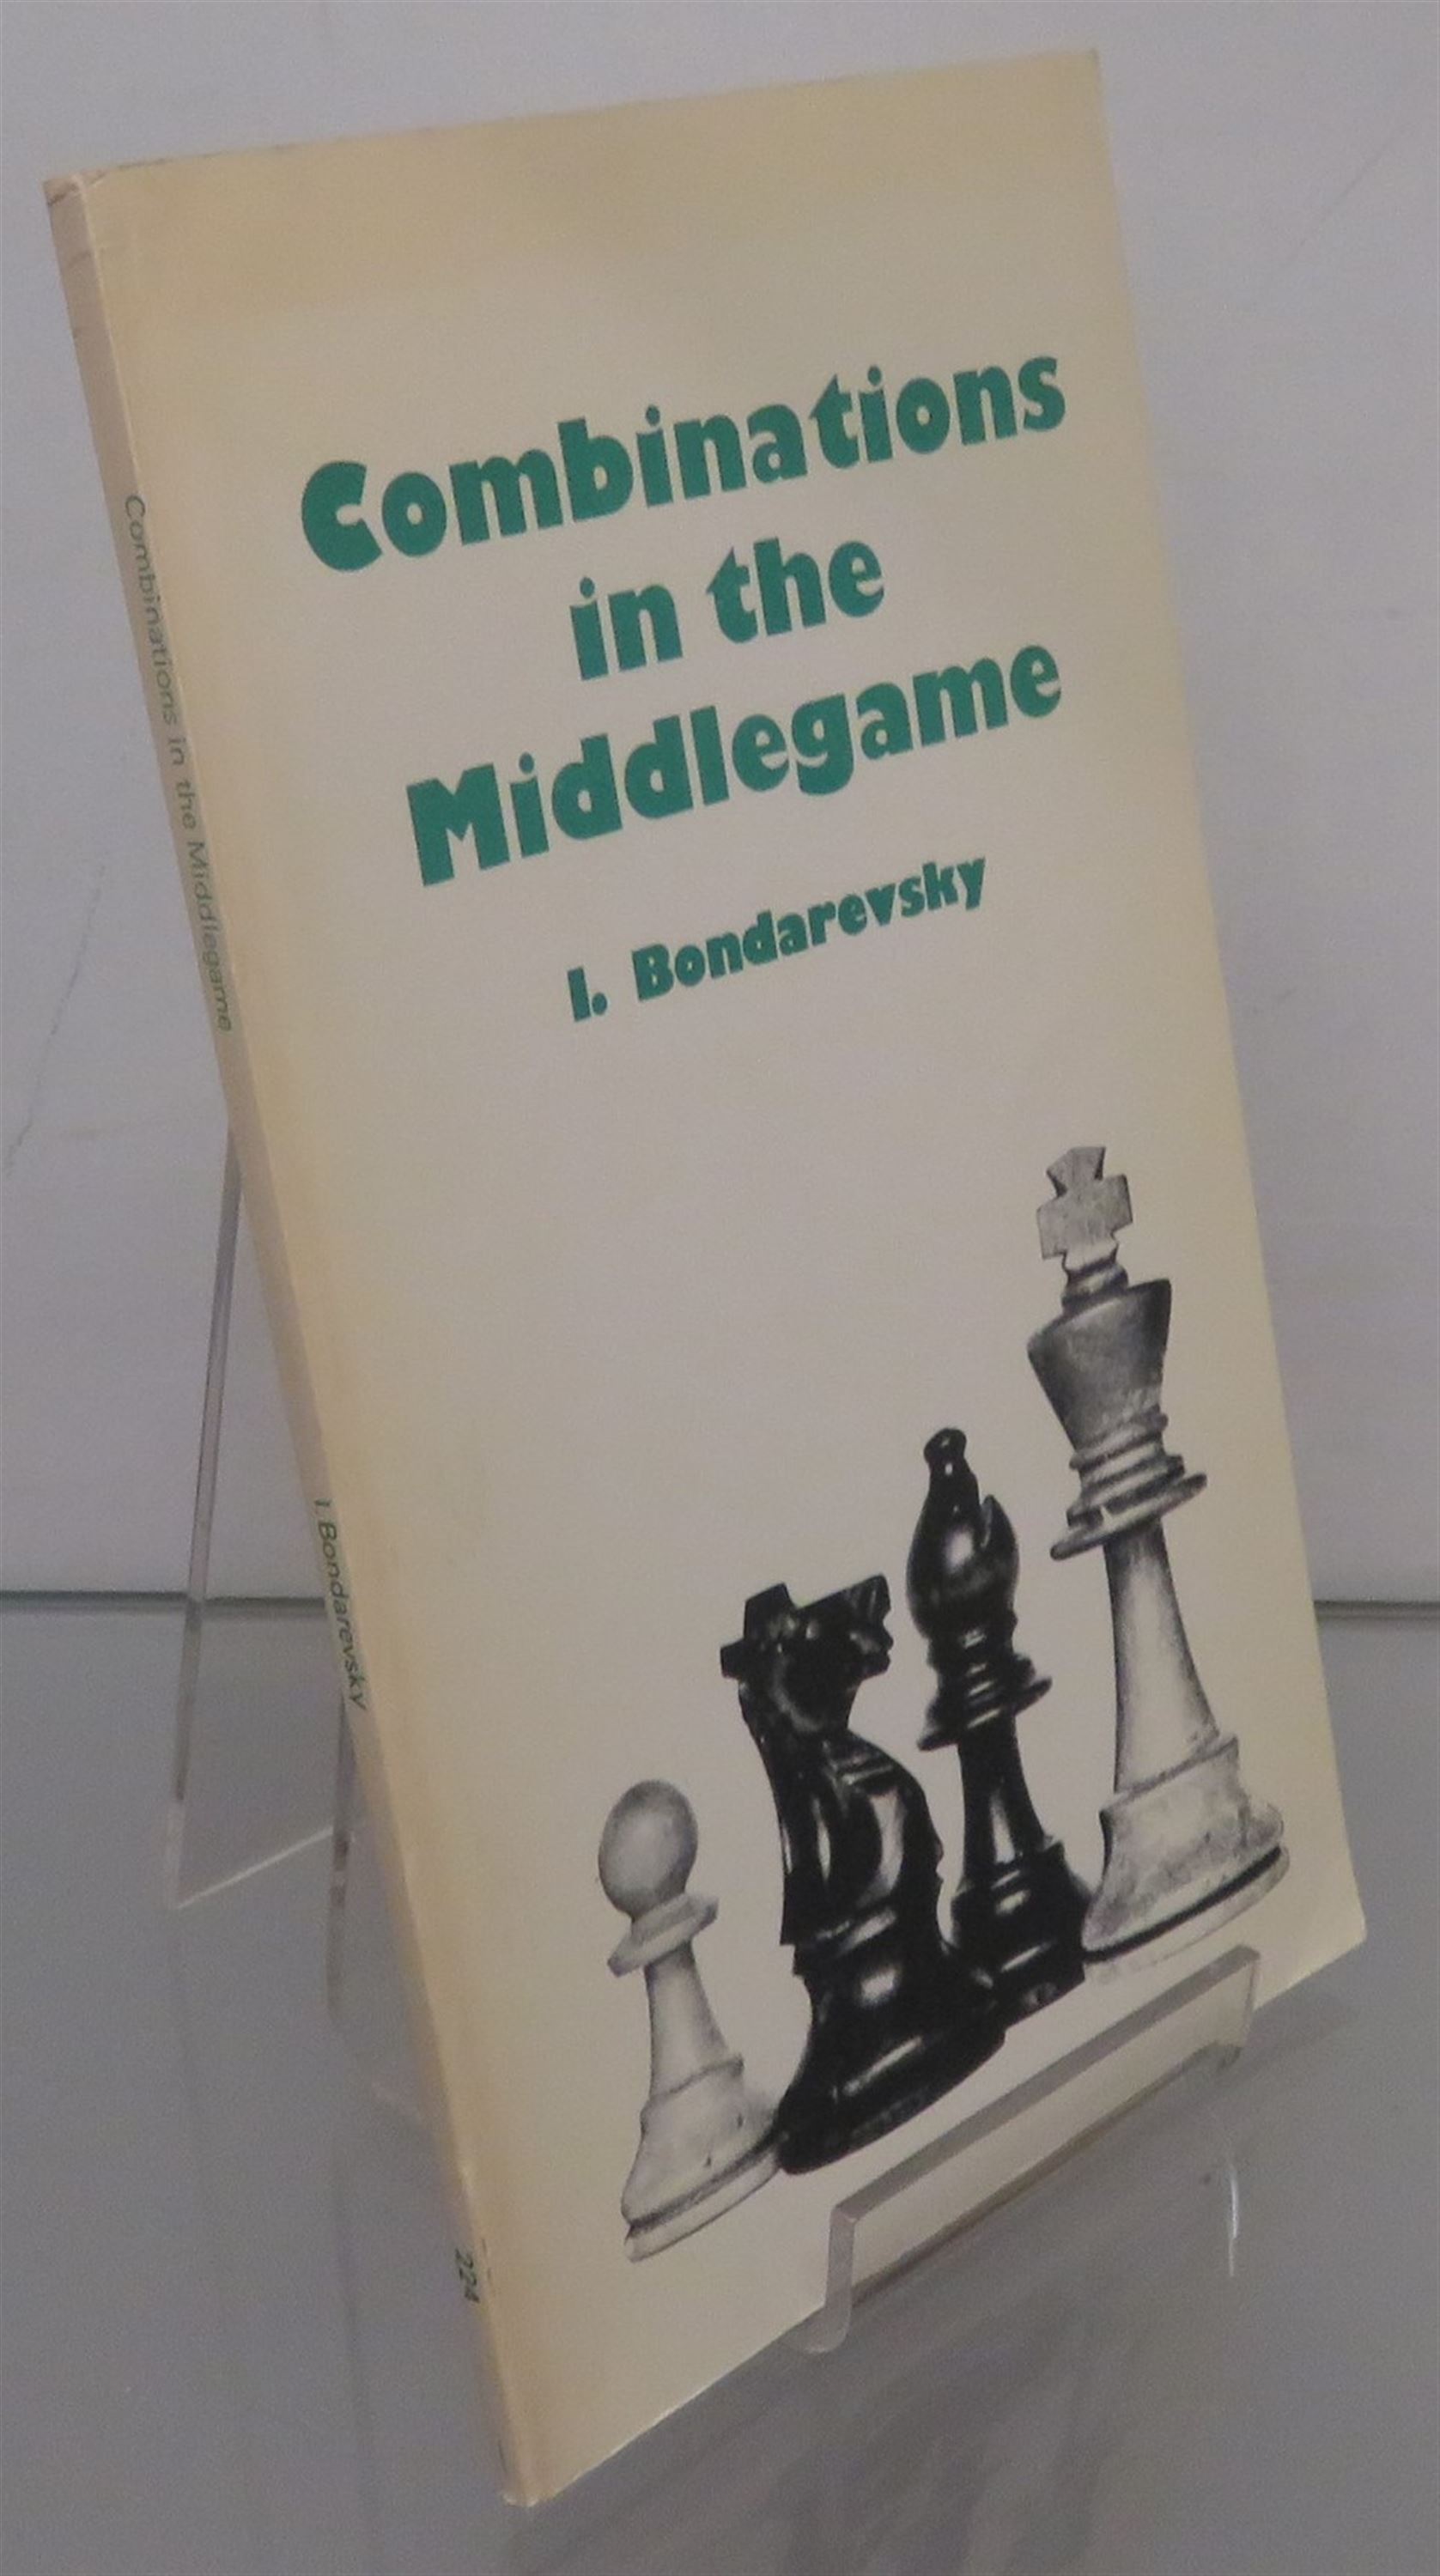 Combinations
in the
Middlegame
I. Bondarevsky
Combinations in the Middlegame
I. Bondarevsky
224